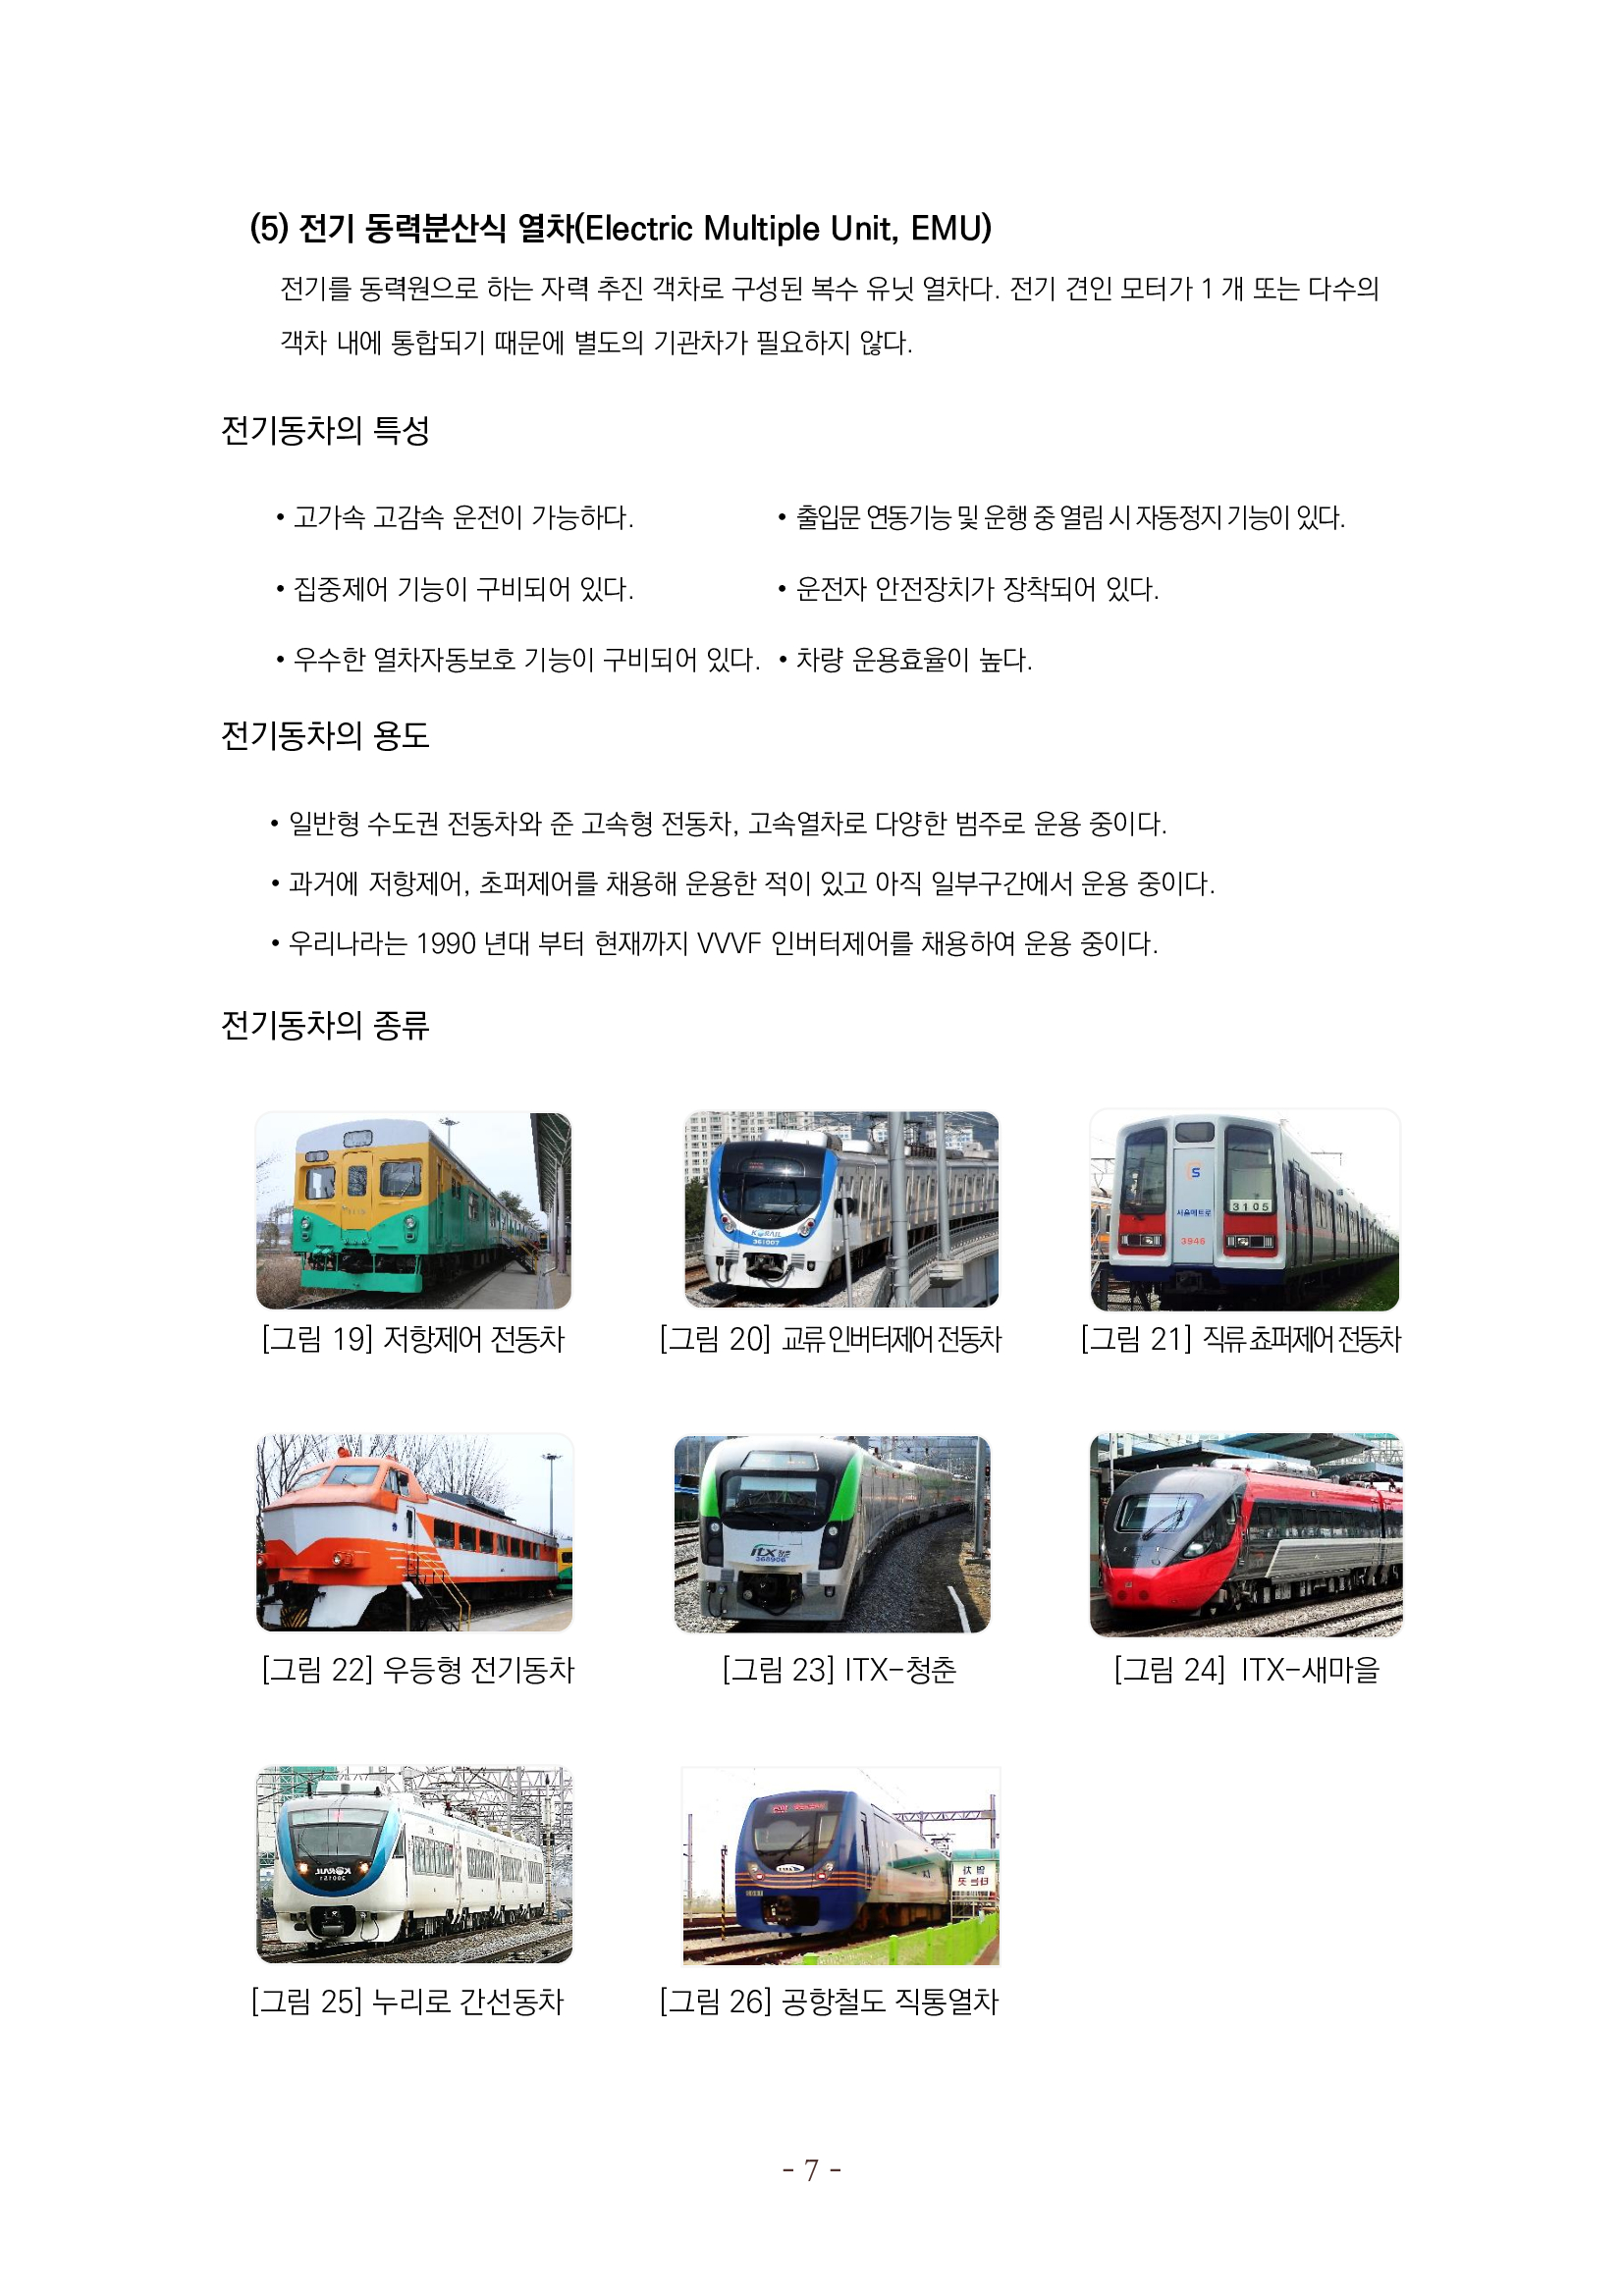 (5) 전기 동력분산식 열차(Electric Multiple Unit, EMU)
전기를 동력원으로 하는 자력 추진 객차로 구성된 복수 유닛 열차다. 전기 견인 모터가 1 개 또는 다수의
객차 내에 통합되기 때문에 별도의 기관차가 필요하지 않다.
전기동차의 특성
• 고가속 고감속 운전이 가능하다.
• 출입문 연동기능 및 운행 중 열림 시 자동정지 기능이 있다.
• 집중제어 기능이 구비되어 있다.
• 운전자 안전장치가 장착되어 있다.
• 우수한 열차자동보호 기능이 구비되어 있다.
• 차량 운용효율이 높다.
전기동차의 용도
• 일반형 수도권 전동차와 준 고속형 전동차, 고속열차로 다양한 범주로 운용 중이다.
• 과거에 저항제어, 초퍼제어를 채용해 운용한 적이 있고 아직 일부구간에서 운용 중이다.
• 우리나라는 1990 년대 부터 현재까지 VVVF 인버터제어를 채용하여 운용 중이다.
전기동차의 종류
KORAIL
361007
S
서울메트로
3105
3946
[그림 19] 저항제어 전동차
[그림 20] 교류 인버터제어 전동차
[그림 21] 직류 쵸퍼제어 전동차
itx
368906
[그림 22] 우등형 전기동차
[그림 23] ITX-청춘
[그림 24] ITX-새마을
KORAIL
열차
타는 곳
[그림 25] 누리로 간선동차
[그림 26] 공항철도 직통열차
- 7 -